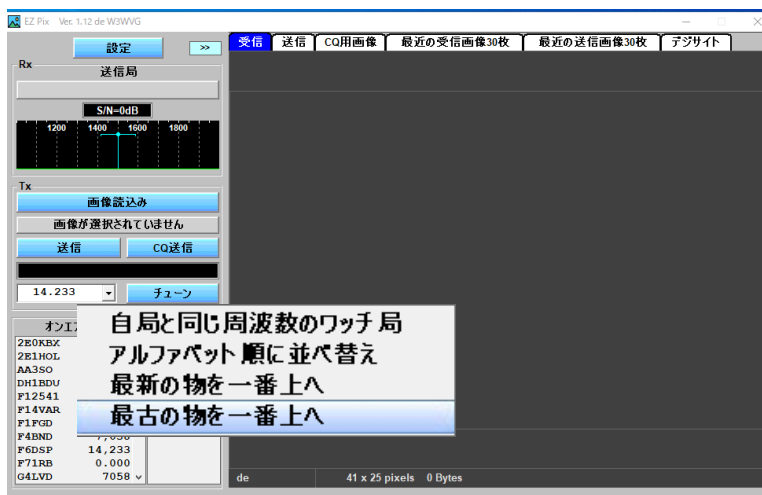 EZ Pix Ver. 1.12 de W3WVG
設定
>>
受信 送信 CQ用画像 最近の受信画像30枚 最近の送信画像30枚 デジサイト
Rx
送信局
S/N=0dB
1200 1400 1600 1800
Tx
画像読込み
画像が選択されていません
送信 CQ送信
14.233 チューン
オンエ
自局と同じ周波数のワッチ局
アルファベット順に並べ替え
最新の物を一番上へ
最古の物を一番上へ
2E0KBX
2E1HOL
AA3SO
DH1BDU
F12541
F14VAR
F1FGD
F4BND
F6DSP 14,233
F71RB 0.000
G4LVD 7058
de 41 x 25 pixels 0 Bytes